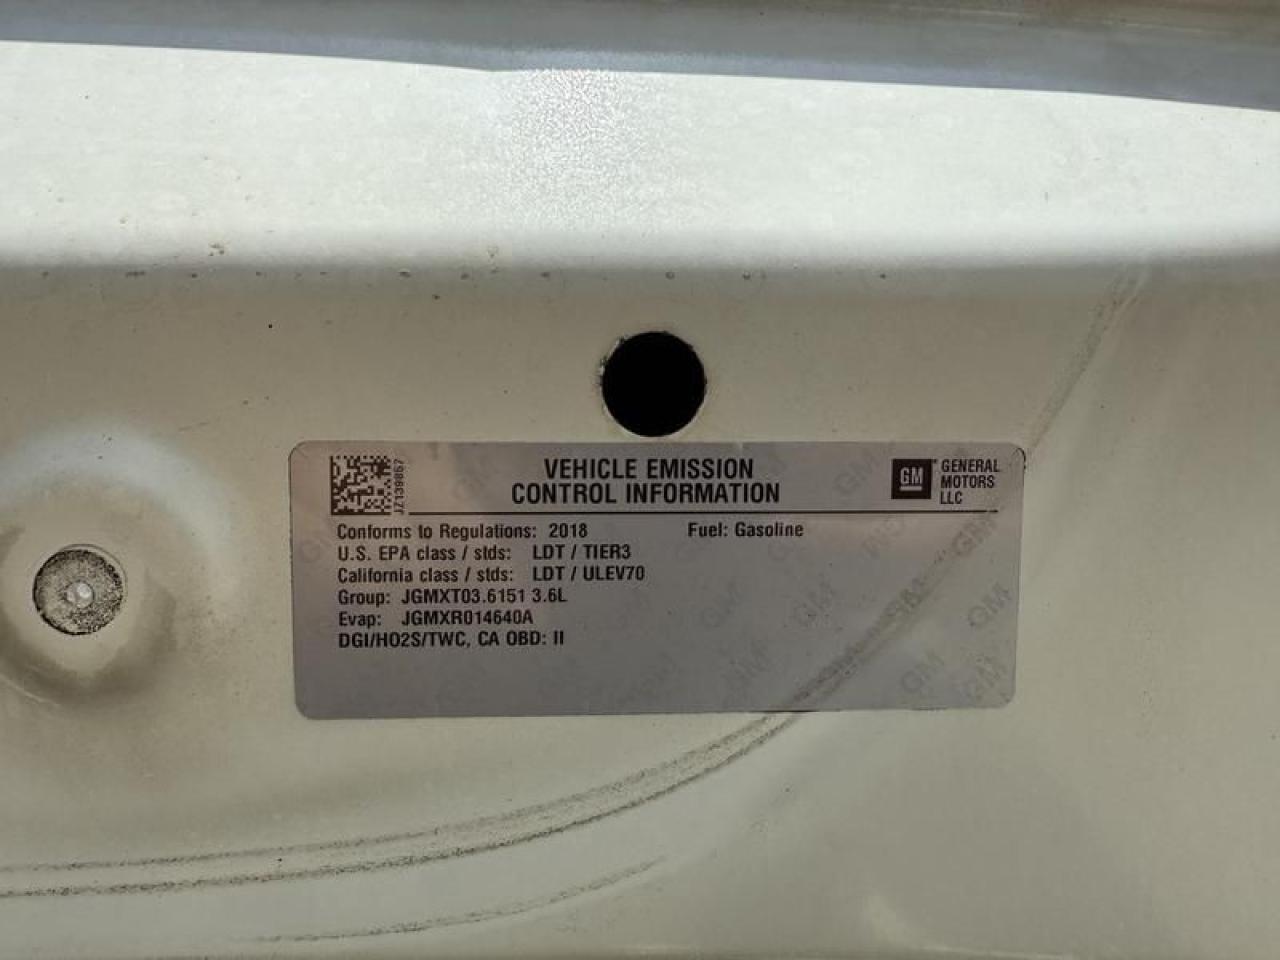 VEHICLE EMISSION
CONTROL INFORMATION
JZ139867
GM
GENERAL
MOTORS
LLC
Conforms to Regulations: 2018 Fuel: Gasoline
U.S. EPA class / stds: LDT / TIER3
California class / stds: LDT / ULEV70
Group: JGMXT03.6151 3.6L
Evap: JGMXR014640A
DGI/HO2S/TWC, CA OBD: II